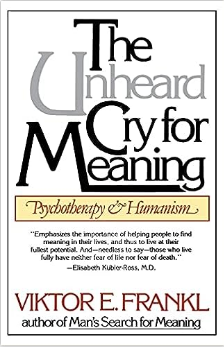 The
Unheard
Cry for
Meaning
Psychotherapy & Humanism
"Emphasizes the importance of helping people to find
meaning in their lives, and thus to live at their
fullest potential. And—needless to say—those who live
fully have neither fear of life nor fear of death."
—Elisabeth Kübler-Ross, M.D.
VIKTOR E. FRANKL
author of Man's Search for Meaning